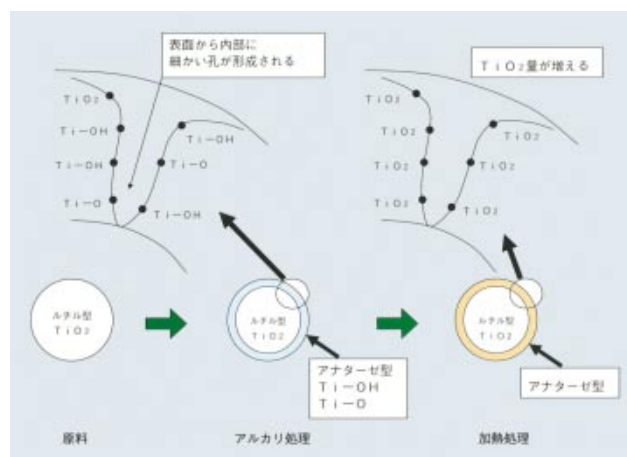 表面から内部に
細かい孔が形成される
TiO2量が増える
TiO2
Ti-OH
Ti-OH
Ti-O
Ti-OH
Ti-O
Ti-OH
TiO2
TiO2
TiO2
TiO2
TiO2
TiO2
TiO2
ルチル型
TiO2
ルチル型
TiO2
ルチル型
TiO2
アナターゼ型
Ti-OH
Ti-O
アナターゼ型
原料
アルカリ処理
加熱処理